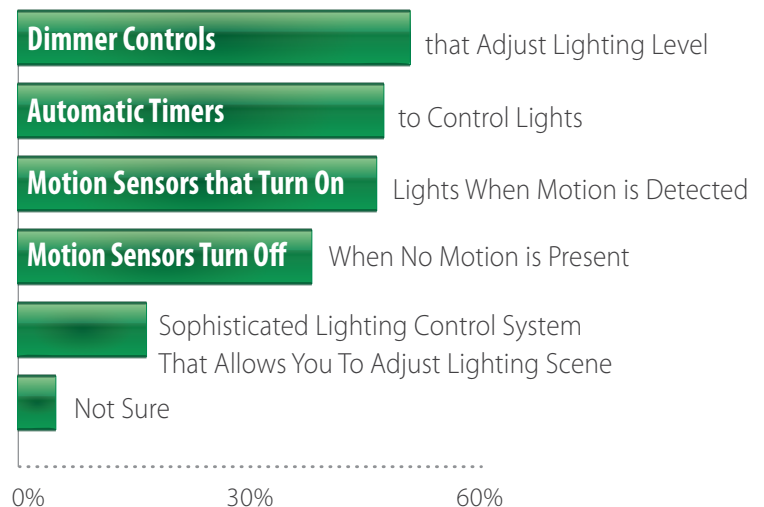 Dimmer Controls that Adjust Lighting Level
Automatic Timers to Control Lights
Motion Sensors that Turn On Lights When Motion is Detected
Motion Sensors Turn Off When No Motion is Present
Sophisticated Lighting Control System
That Allows You To Adjust Lighting Scene
Not Sure
0% 30% 60%